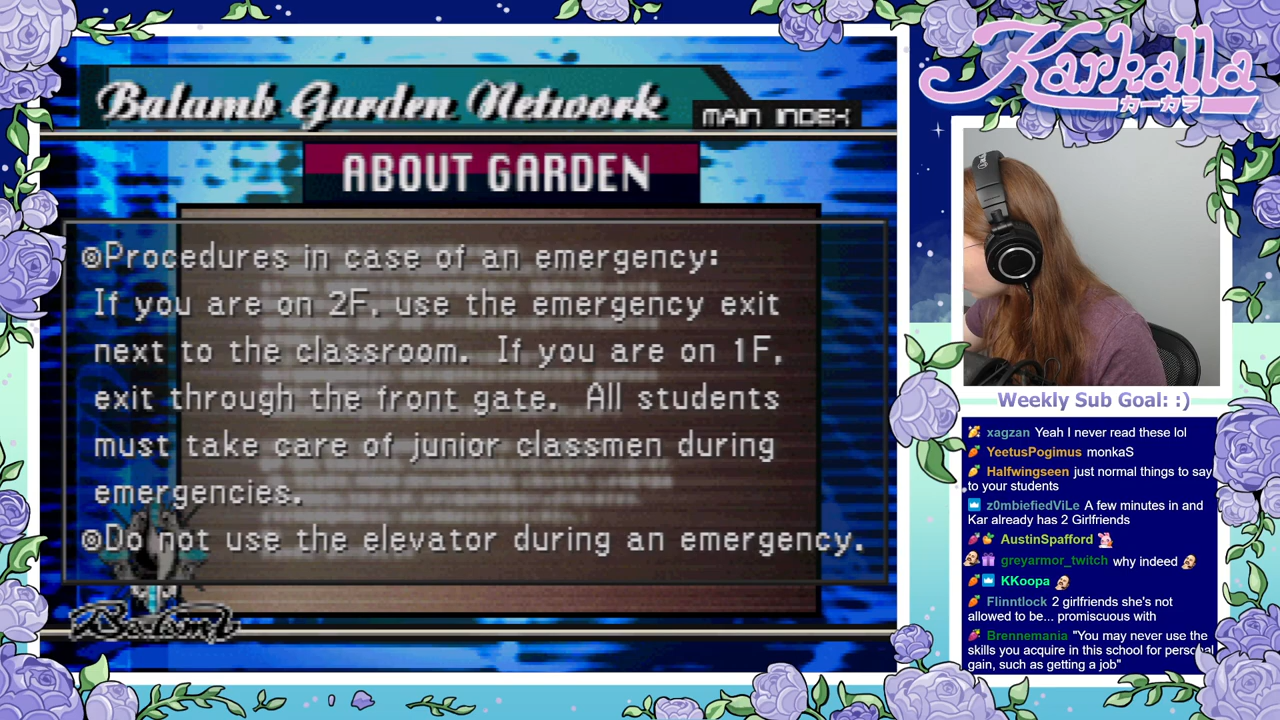 Balamb Garden Network
MAIN INDEX
ABOUT GARDEN
◎Procedures in case of an emergency:
If you are on 2F, use the emergency exit
next to the classroom. If you are on 1F,
exit through the front gate. All students
must take care of junior classmen during
emergencies.
◎Do not use the elevator during an emergency.
Balamb
Karkalla
カーカラ
Weekly Sub Goal: :)
xagzan Yeah I never read these lol
YeetusPogimus monkaS
Halfwingseen just normal things to say
to your students
z0mbiefiedViLe A few minutes in and
Kar already has 2 Girlfriends
AustinSpafford
greyarmor_twitch why indeed
KKoopa
Flinntlock 2 girlfriends she's not
allowed to be... promiscuous with
Brennemania "You may never use the
skills you acquire in this school for personal
gain, such as getting a job"